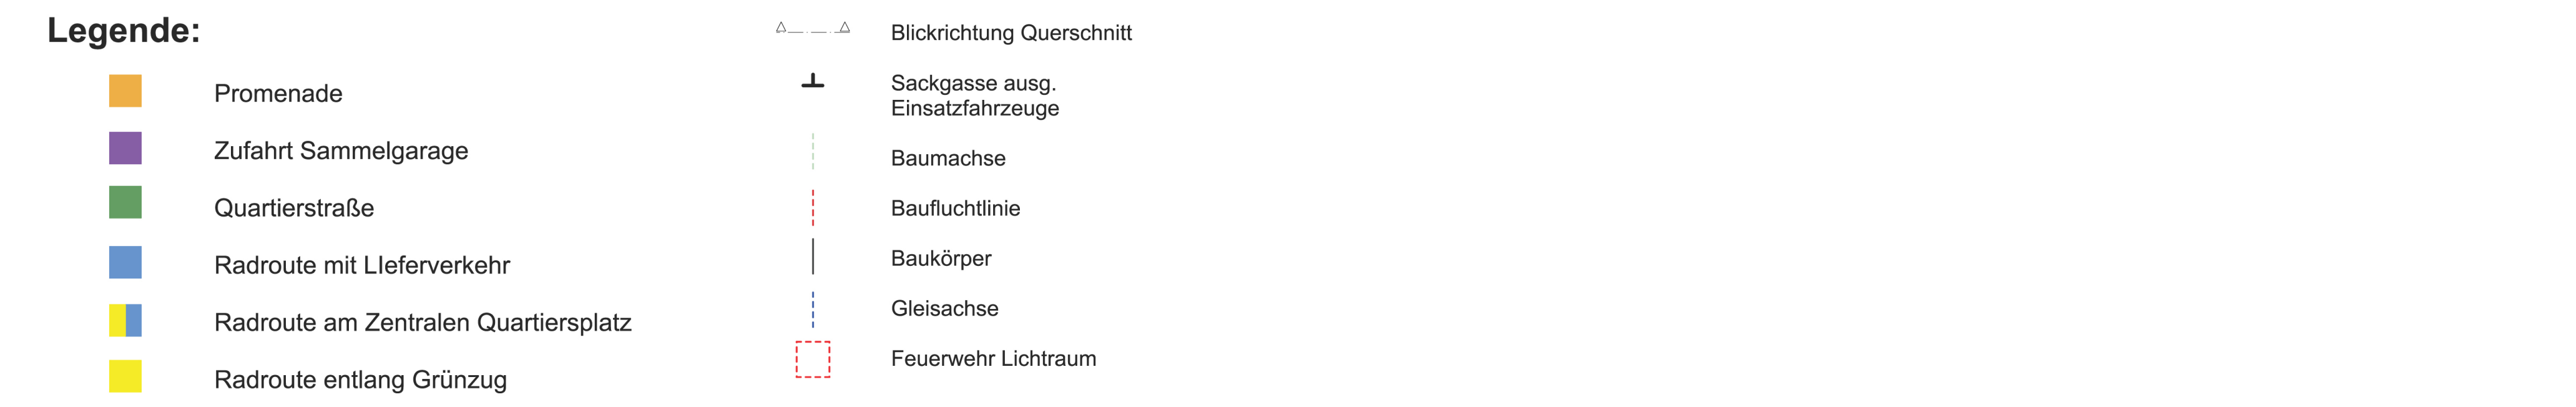 Legende:
Promenade
Zufahrt Sammelgarage
Quartierstraße
Radroute mit LIeferverkehr
Radroute am Zentralen Quartiersplatz
Radroute entlang Grünzug
Blickrichtung Querschnitt
Sackgasse ausg.
Einsatzfahrzeuge
Baumachse
Baufluchtlinie
Baukörper
Gleisachse
Feuerwehr Lichtraum